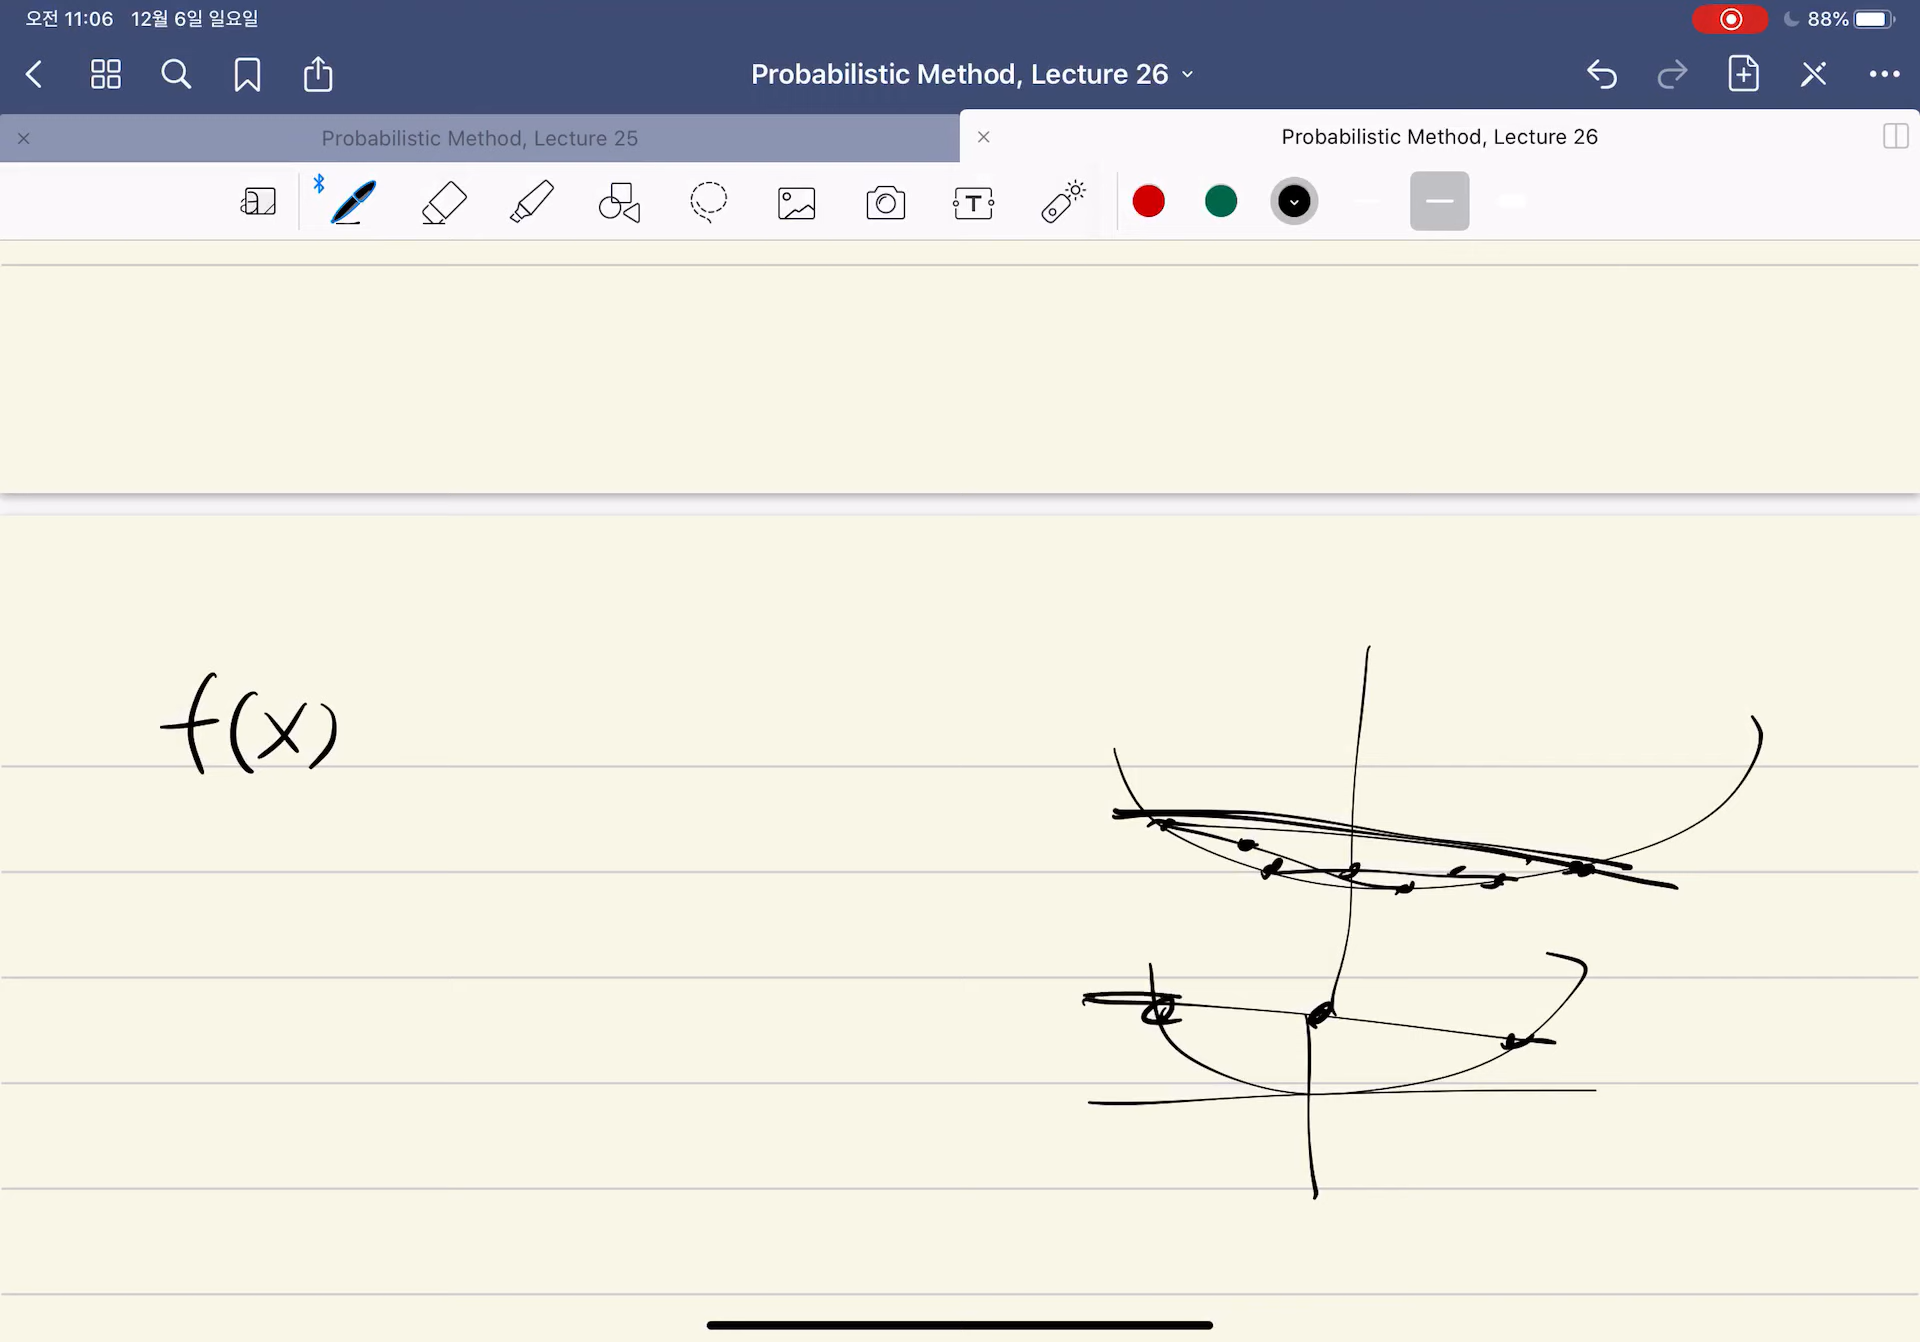 오전 11:06 12월 6일 일요일
88%
Probabilistic Method, Lecture 26
Probabilistic Method, Lecture 25
Probabilistic Method, Lecture 26
f(x)